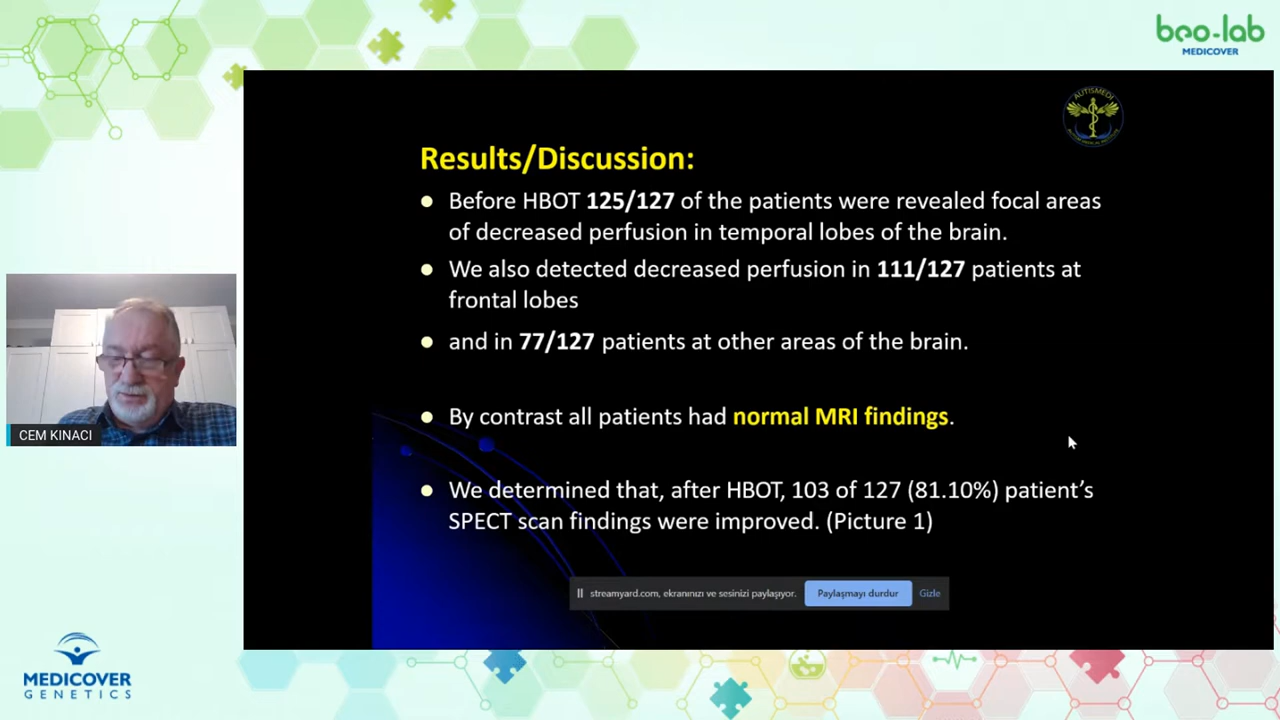 beo-lab
MEDICOVER
AUTISMEDI
Results/Discussion:
● Before HBOT 125/127 of the patients were revealed focal areas
of decreased perfusion in temporal lobes of the brain.
● We also detected decreased perfusion in 111/127 patients at
frontal lobes
● and in 77/127 patients at other areas of the brain.
● By contrast all patients had normal MRI findings.
● We determined that, after HBOT, 103 of 127 (81.10%) patient's
SPECT scan findings were improved. (Picture 1)
streamyard.com, ekranınızı ve sesinizi paylaşıyor. Paylaşmayı durdur Gizle
CEM KINACI
MEDICOVER
GENETICS